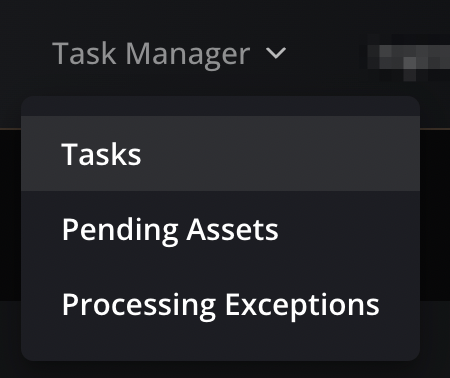 Task Manager
Tasks
Pending Assets
Processing Exceptions